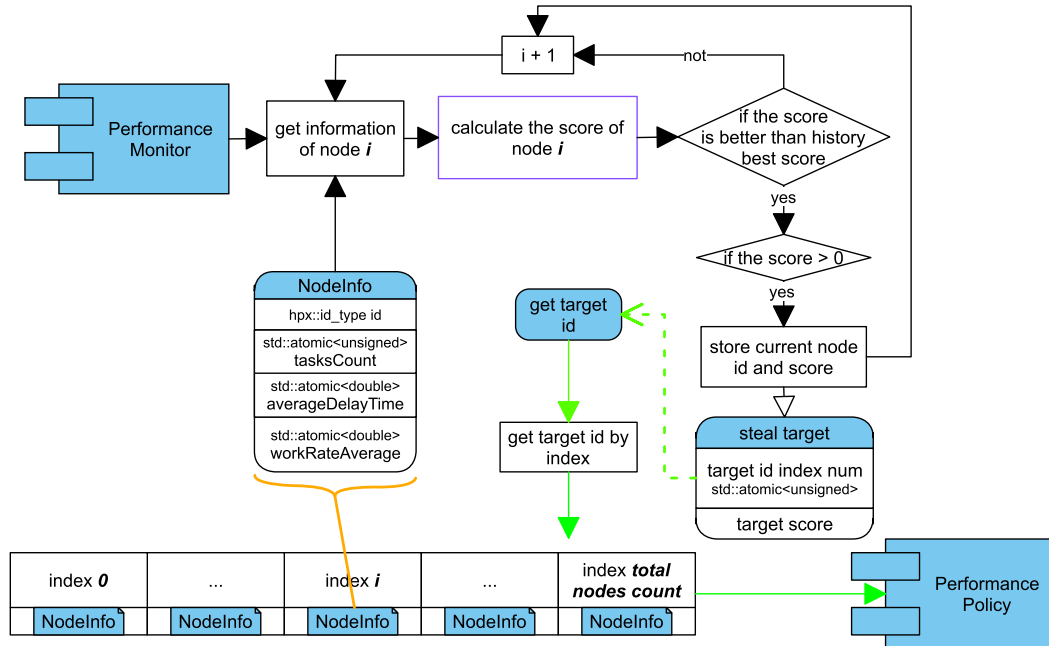 i + 1
not
Performance
Monitor
get information
of node i
calculate the score of
node i
if the score
is better than history
best score
yes
if the score > 0
yes
store current node
id and score
NodeInfo
hpx::id_type id
std::atomic<unsigned>
tasksCount
std::atomic<double>
averageDelayTime
std::atomic<double>
workRateAverage
get target
id
get target id by
index
steal target
target id index num
std::atomic<unsigned>
target score
index 0
...
index i
...
index total
nodes count
NodeInfo
NodeInfo
NodeInfo
NodeInfo
NodeInfo
Performance
Policy